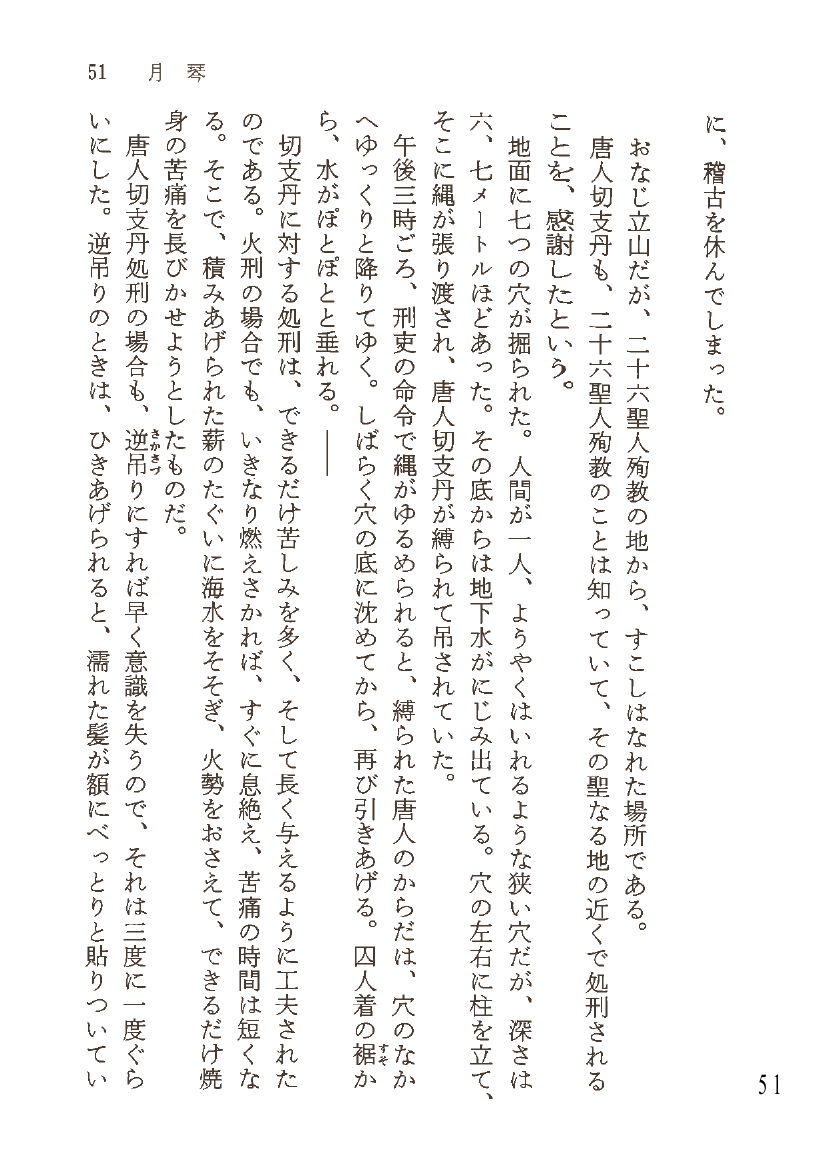 51　月　琴
に、稽古を休んでしまった。
おなじ立山だが、二十六聖人殉教の地から、すこしはなれた場所である。
唐人切支丹も、二十六聖人殉教のことは知っていて、その聖なる地の近くで処刑される
ことを、感謝したという。
地面に七つの穴が掘られた。人間が一人、ようやくはいれるような狭い穴だが、深さは
六、七メートルほどあった。その底からは地下水がにじみ出ている。穴の左右に柱を立て、
そこに縄が張り渡され、唐人切支丹が縛られて吊されていた。
午後三時ごろ、刑吏の命令で縄がゆるめられると、縛られた唐人のからだは、穴のなか
へゆっくりと降りてゆく。しばらく穴の底に沈めてから、再び引きあげる。囚人着の裾か
すそ
ら、水がぽとぽとと垂れる。――
切支丹に対する処刑は、できるだけ苦しみを多く、そして長く与えるように工夫された
のである。火刑の場合でも、いきなり燃えさかれば、すぐに息絶え、苦痛の時間は短くな
る。そこで、積みあげられた薪のたぐいに海水をそそぎ、火勢をおさえて、できるだけ焼
身の苦痛を長びかせようとしたものだ。
唐人切支丹処刑の場合も、逆吊りにすれば早く意識を失うので、それは三度に一度ぐら
さかさづ
いにした。逆吊りのときは、ひきあげられると、濡れた髪が額にべっとりと貼りついてい
51